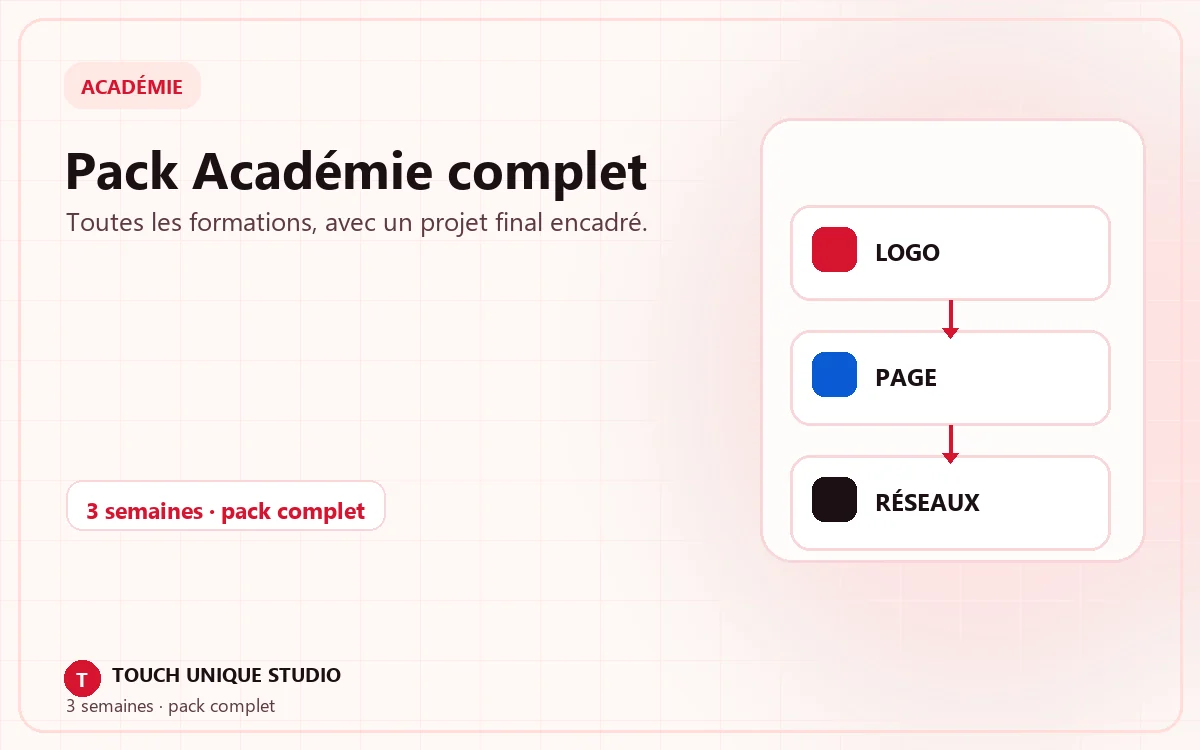 ACADÉMIE
Pack Académie complet
Toutes les formations, avec un projet final encadré.
3 semaines · pack complet
LOGO
PAGE
RÉSEAUX
T
TOUCH UNIQUE STUDIO
3 semaines · pack complet